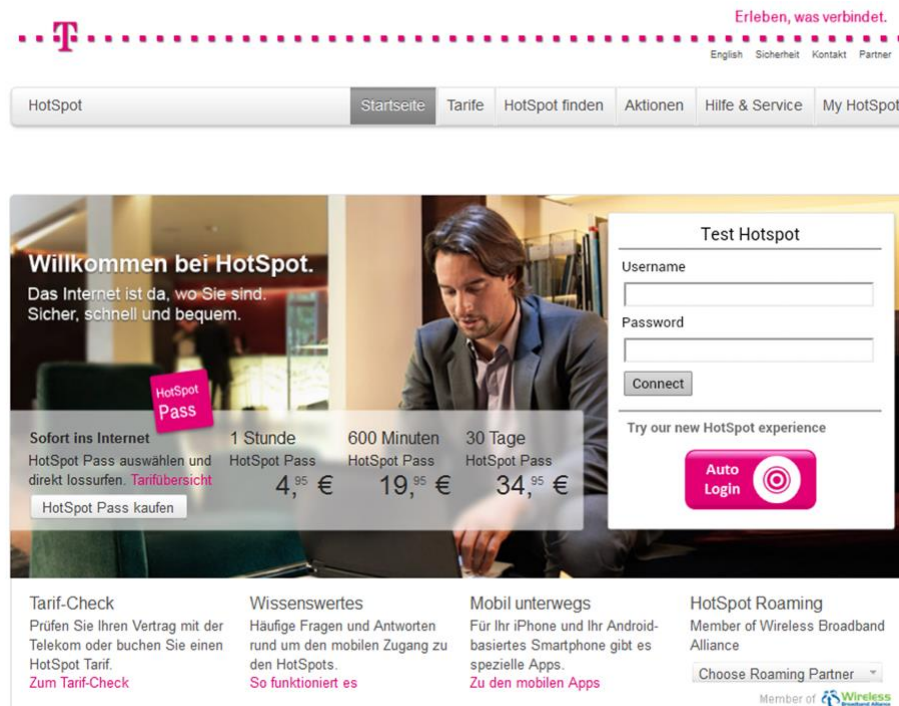 Erleben, was verbindet.
T
English Sicherheit Kontakt Partner
HotSpot Startseite Tarife HotSpot finden Aktionen Hilfe & Service My HotSpot
Willkommen bei HotSpot.
Das Internet ist da, wo Sie sind.
Sicher, schnell und bequem.
HotSpot
Pass
Sofort ins Internet
HotSpot Pass auswählen und
direkt lossurfen. Tarifübersicht
HotSpot Pass kaufen
1 Stunde
HotSpot Pass
4,95 €
600 Minuten
HotSpot Pass
19,95 €
30 Tage
HotSpot Pass
34,95 €
Test Hotspot
Username
Password
Connect
Try our new HotSpot experience
Auto
Login
Tarif-Check
Prüfen Sie Ihren Vertrag mit der
Telekom oder buchen Sie einen
HotSpot Tarif.
Zum Tarif-Check
Wissenswertes
Häufige Fragen und Antworten
rund um den mobilen Zugang zu
den HotSpots.
So funktioniert es
Mobil unterwegs
Für Ihr iPhone und Ihr Android-
basiertes Smartphone gibt es
spezielle Apps.
Zu den mobilen Apps
HotSpot Roaming
Member of Wireless Broadband
Alliance
Choose Roaming Partner
Member of Wireless
Broadband Alliance